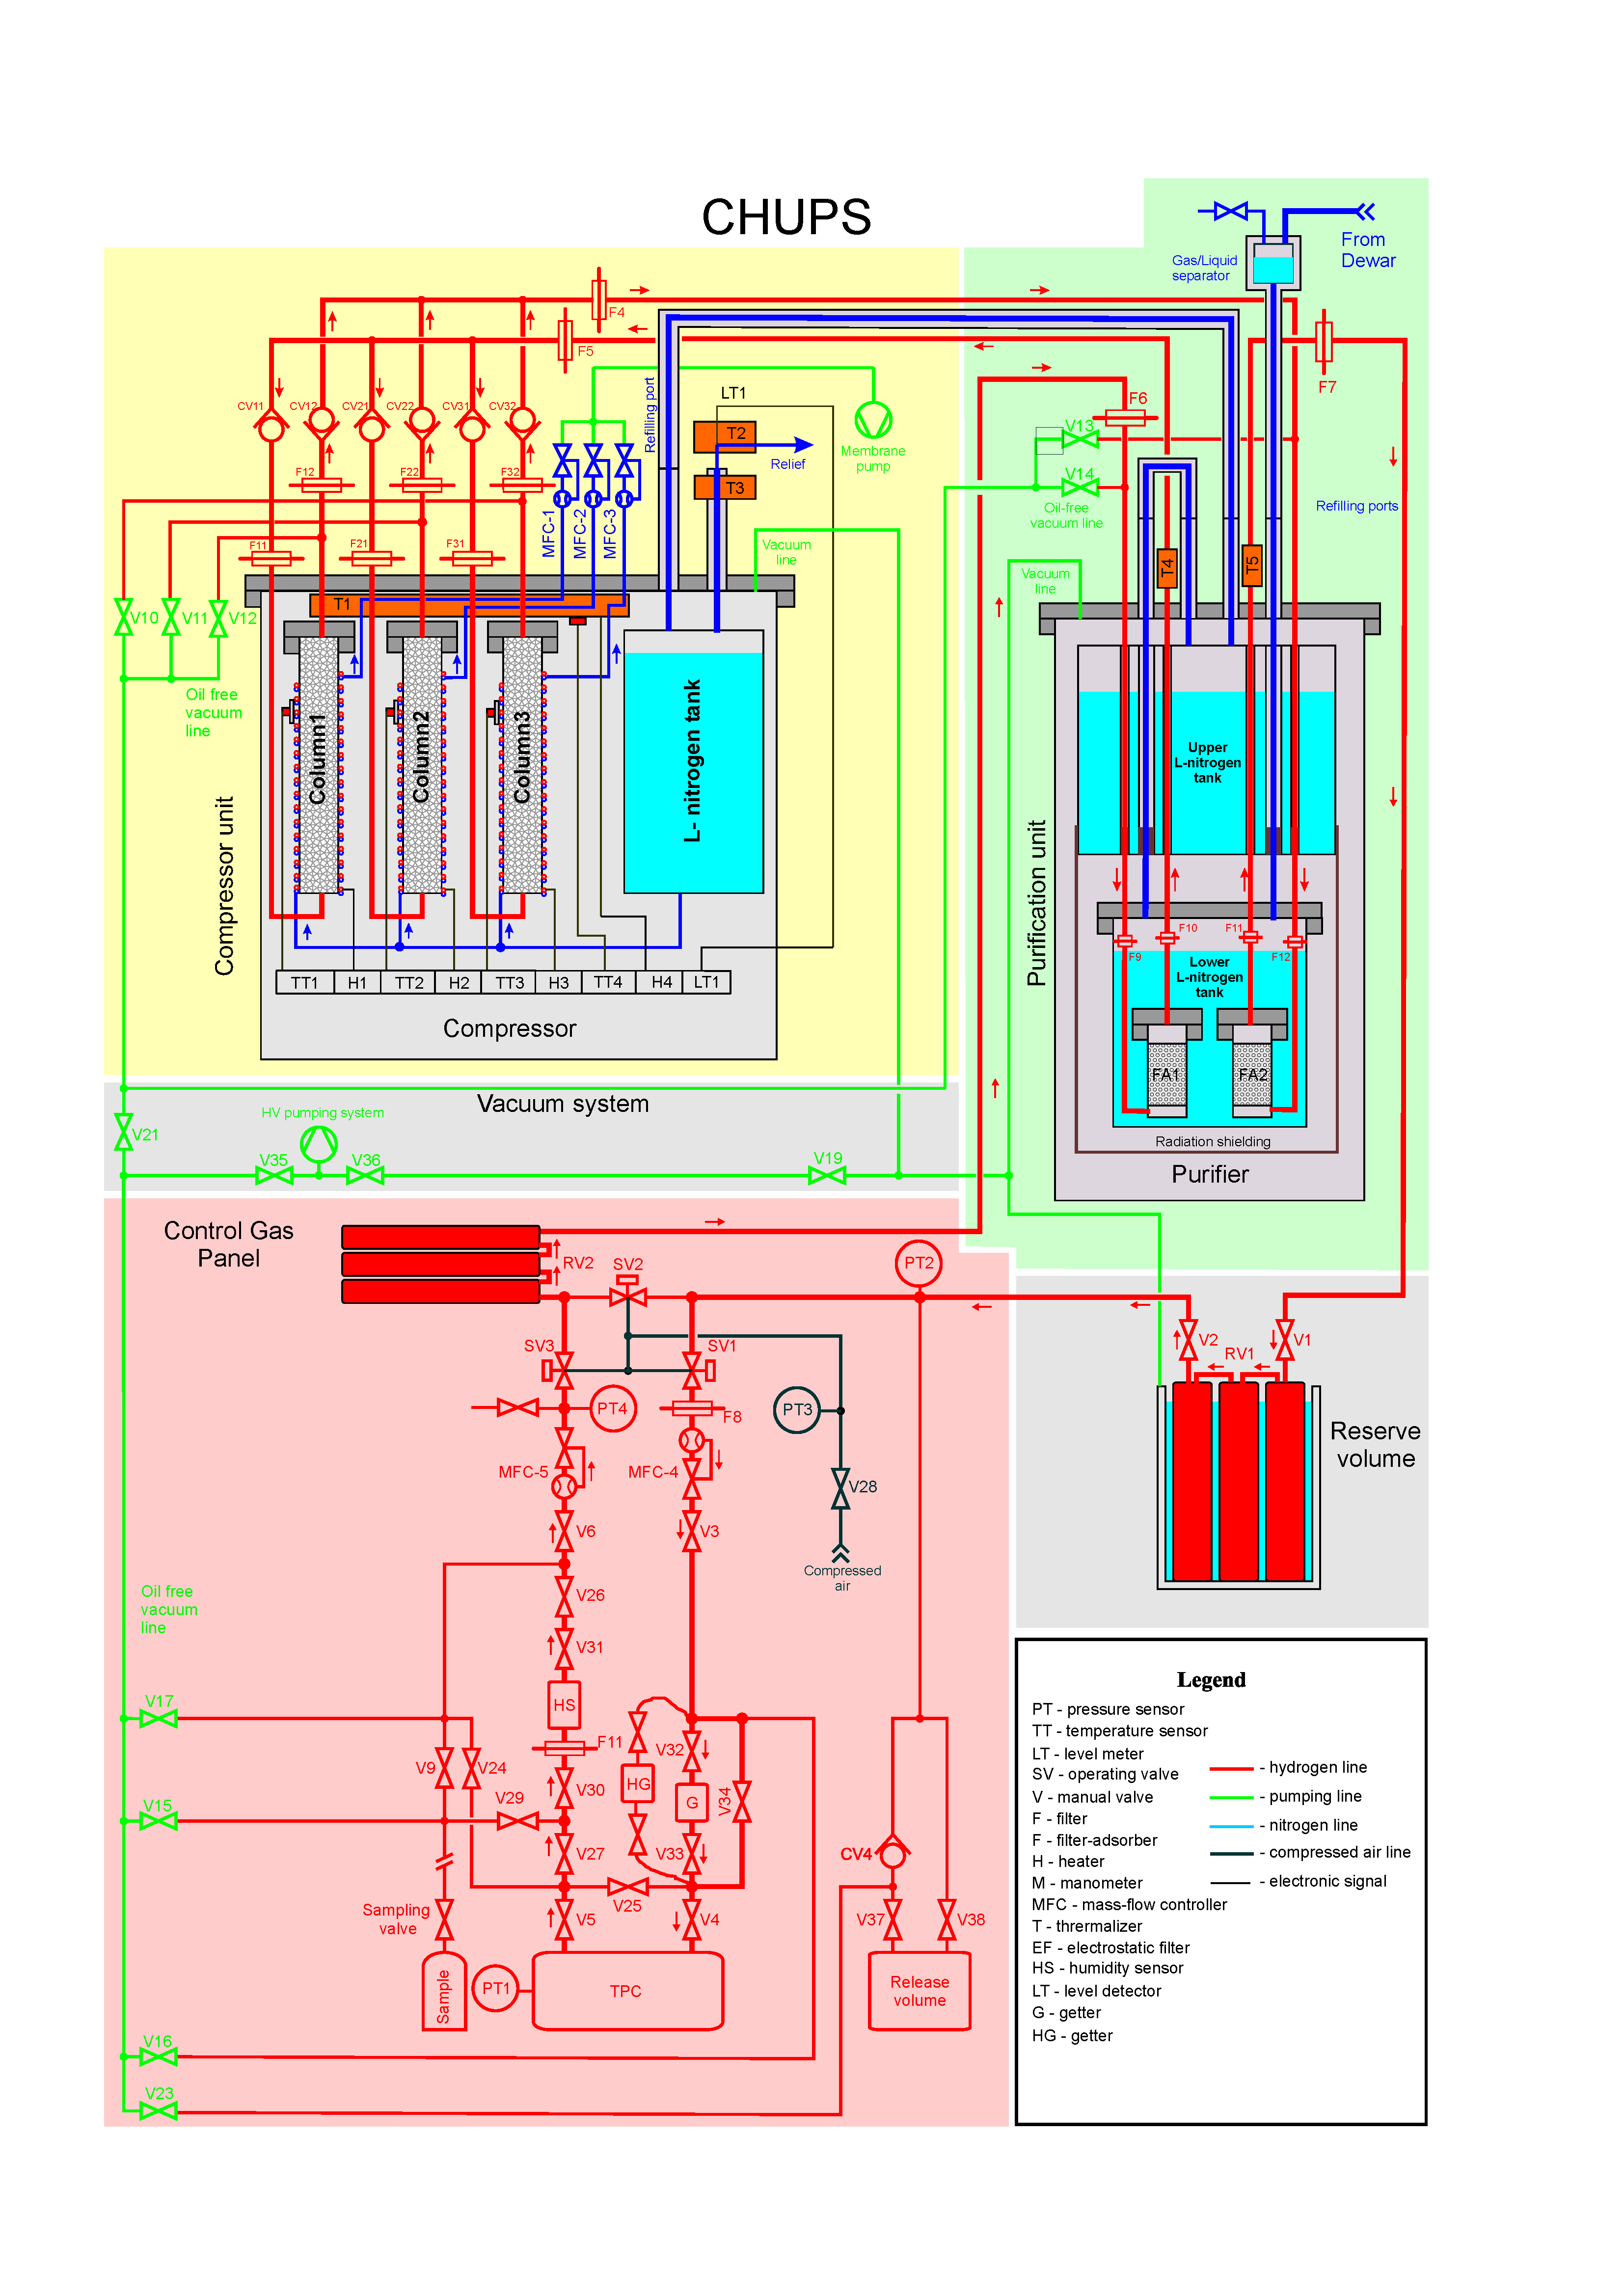 CHUPS
From
Dewar
Gas/Liquid
separator
F4
F5
F7
F6
LT1
Refilling port
CV11
CV12
CV21
CV22
CV31
CV32
T2
Relief
T3
Membrane
pump
V13
V14
Oil-free
vacuum line
Refilling ports
F12
F22
F32
MFC-1
MFC-2
MFC-3
F11
F21
F31
Vacuum
line
Vacuum
line
T4
T5
T1
V10
V11
V12
Oil free
vacuum
line
Column1
Column2
Column3
L- nitrogen tank
Upper
L-nitrogen
tank
Compressor unit
Purification unit
F9
F10
F11
F12
Lower
L-nitrogen
tank
TT1
H1
TT2
H2
TT3
H3
TT4
H4
LT1
Compressor
FA1
FA2
Radiation shielding
Purifier
Vacuum system
HV pumping system
V21
V35
V36
V19
Control Gas
Panel
RV2
SV2
PT2
SV3
SV1
V2
V1
RV1
PT4
F8
PT3
Reserve
volume
MFC-5
MFC-4
V28
V6
V3
Compressed
air
Oil free
vacuum
line
V26
V31
HS
V17
F11
V32
V9
V24
V30
HG
G
V34
V15
V29
V27
V33
CV4
V25
Sampling
valve
V5
V4
V37
V38
Sample
PT1
TPC
Release
volume
V16
V23
Legend
PT - pressure sensor
TT - temperature sensor
LT - level meter
SV - operating valve
V - manual valve
F - filter
F - filter-adsorber
H - heater
M - manometer
MFC - mass-flow controller
T - thrermalizer
EF - electrostatic filter
HS - humidity sensor
LT - level detector
G - getter
HG - getter
- hydrogen line
- pumping line
- nitrogen line
- compressed air line
- electronic signal